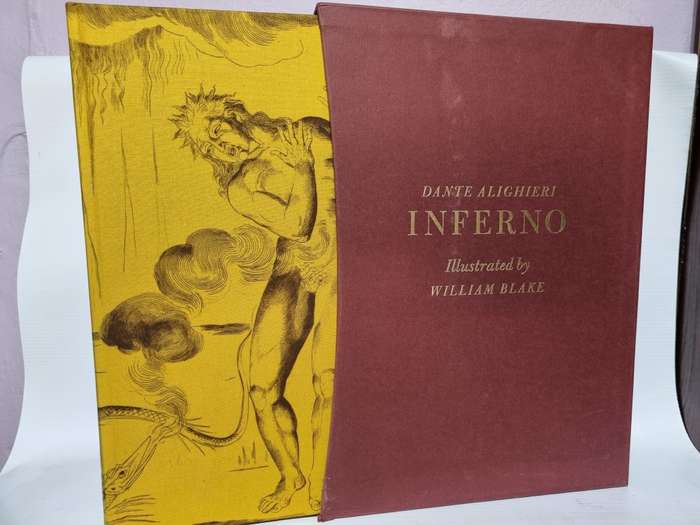 DANTE ALIGHIERI
INFERNO
Illustrated by
WILLIAM BLAKE